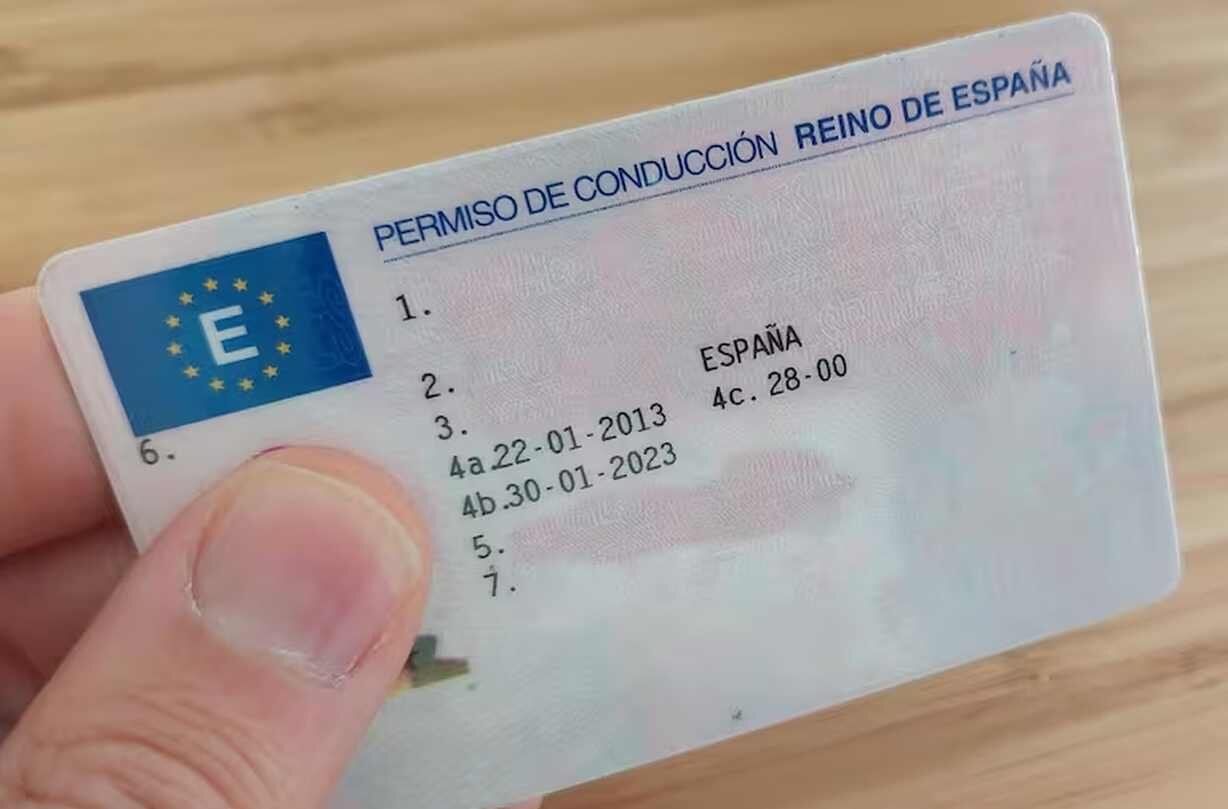 PERMISO DE CONDUCCIÓN REINO DE ESPAÑA
E
1.
2.
ESPAÑA
3.
4a.22-01-2013 4c. 28-00
4b.30-01-2023
5.
6.
7.